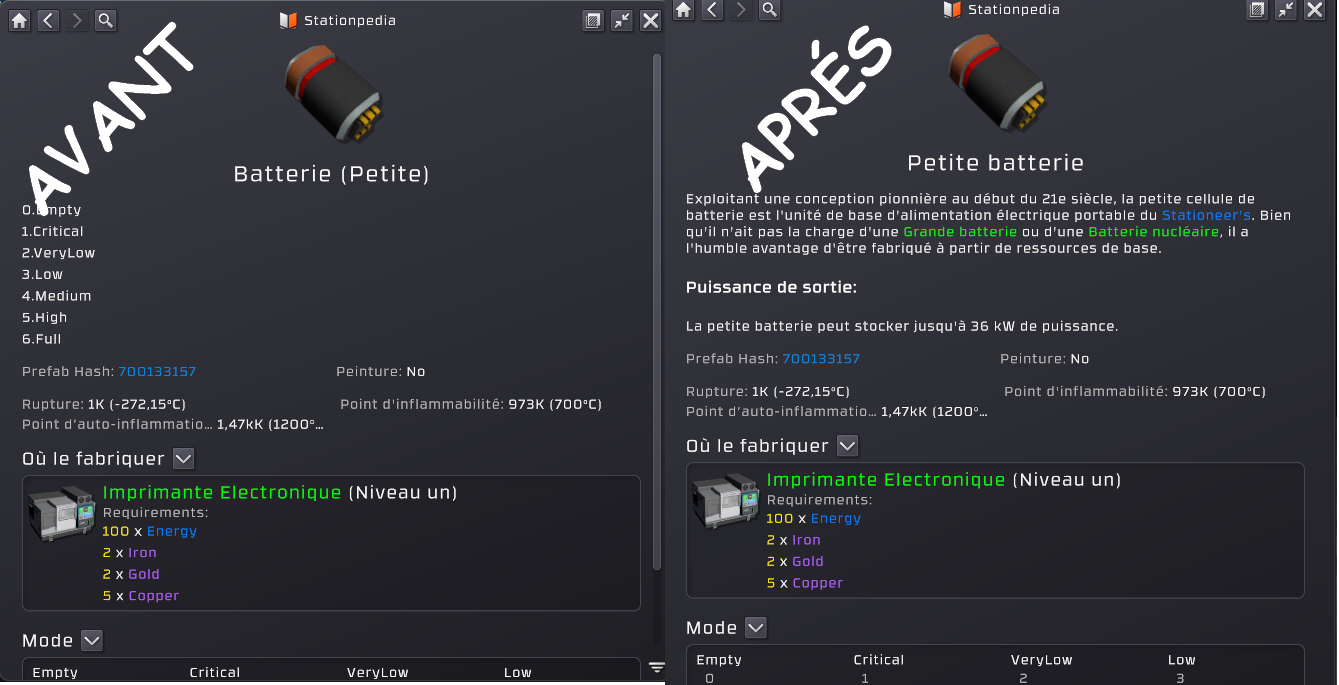 Stationpedia
AVANT
Batterie (Petite)
0.Empty
1.Critical
2.VeryLow
3.Low
4.Medium
5.High
6.Full
Prefab Hash: 700133157 Peinture: No
Rupture: 1K (-272,15°C) Point d'inflammabilité: 973K (700°C)
Point d’auto-inflammatio... 1,47kK (1200°...
Où le fabriquer
Imprimante Electronique (Niveau un)
Requirements:
100 x Energy
2 x Iron
2 x Gold
5 x Copper
Mode
Empty Critical VeryLow Low
Stationpedia
APRÉS
Petite batterie
Exploitant une conception pionnière au début du 21e siècle, la petite cellule de
batterie est l'unité de base d'alimentation électrique portable du Stationeer's. Bien
qu'il n'ait pas la charge d'une Grande batterie ou d'une Batterie nucléaire, il a
l'humble avantage d'être fabriqué à partir de ressources de base.
Puissance de sortie:
La petite batterie peut stocker jusqu'à 36 kW de puissance.
Prefab Hash: 700133157 Peinture: No
Rupture: 1K (-272,15°C) Point d'inflammabilité: 973K (700°C)
Point d’auto-inflammatio... 1,47kK (1200°...
Où le fabriquer
Imprimante Electronique (Niveau un)
Requirements:
100 x Energy
2 x Iron
2 x Gold
5 x Copper
Mode
Empty Critical VeryLow Low
0 1 2 3